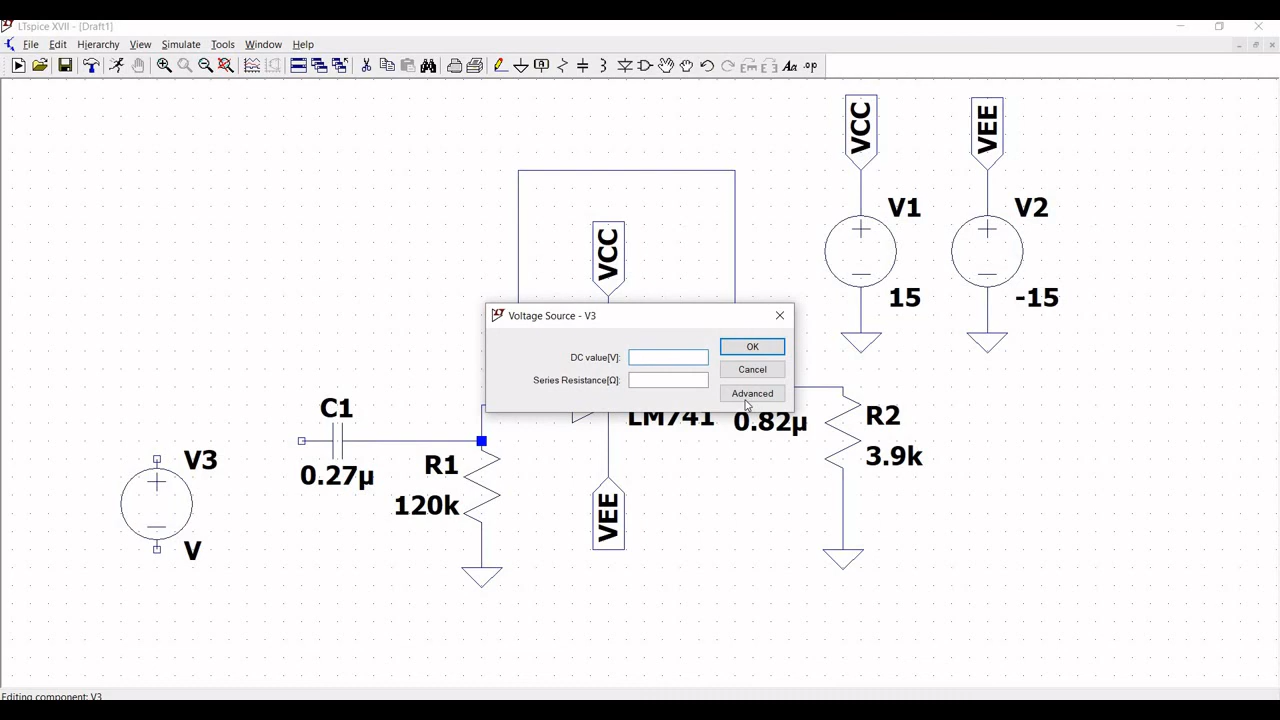 LTspice XVII - [Draft1]
File Edit Hierarchy View Simulate Tools Window Help
Aa .op
VCC
VEE
V1
15
V2
-15
VCC
Voltage Source - V3
DC value[V]:
OK
Series Resistance[Ω]:
Cancel
Advanced
C1
0.27µ
LM741
0.82µ
R2
3.9k
V3
V
R1
120k
VEE
Editing component: V3